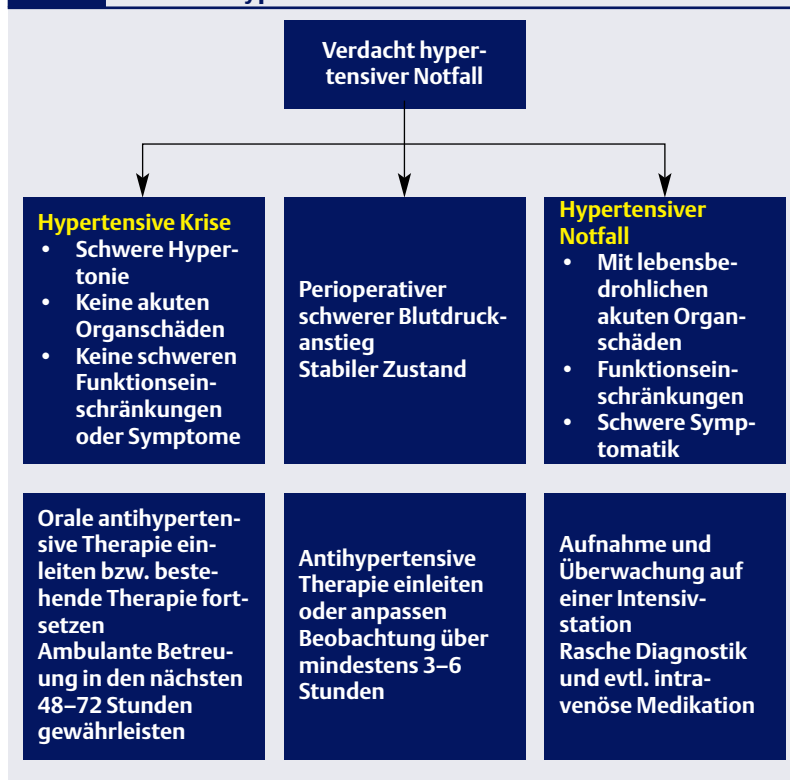 Verdacht hyper-
tensiver Notfall
Hypertensive Krise
• Schwere Hyper-
tonie
• Keine akuten
Organschäden
• Keine schweren
Funktionsein-
schränkungen
oder Symptome
Perioperativer
schwerer Blutdruck-
anstieg
Stabiler Zustand
Hypertensiver
Notfall
• Mit lebensbe-
drohlichen
akuten Organ-
schäden
• Funktionsein-
schränkungen
• Schwere Symp-
tomatik
Orale antihyperten-
sive Therapie ein-
leiten bzw. beste-
hende Therapie fort-
setzen
Ambulante Betreu-
ung in den nächsten
48–72 Stunden
gewährleisten
Antihypertensive
Therapie einleiten
oder anpassen
Beobachtung über
mindestens 3–6
Stunden
Aufnahme und
Überwachung auf
einer Intensiv-
station
Rasche Diagnostik
und evtl. intra-
venöse Medikation